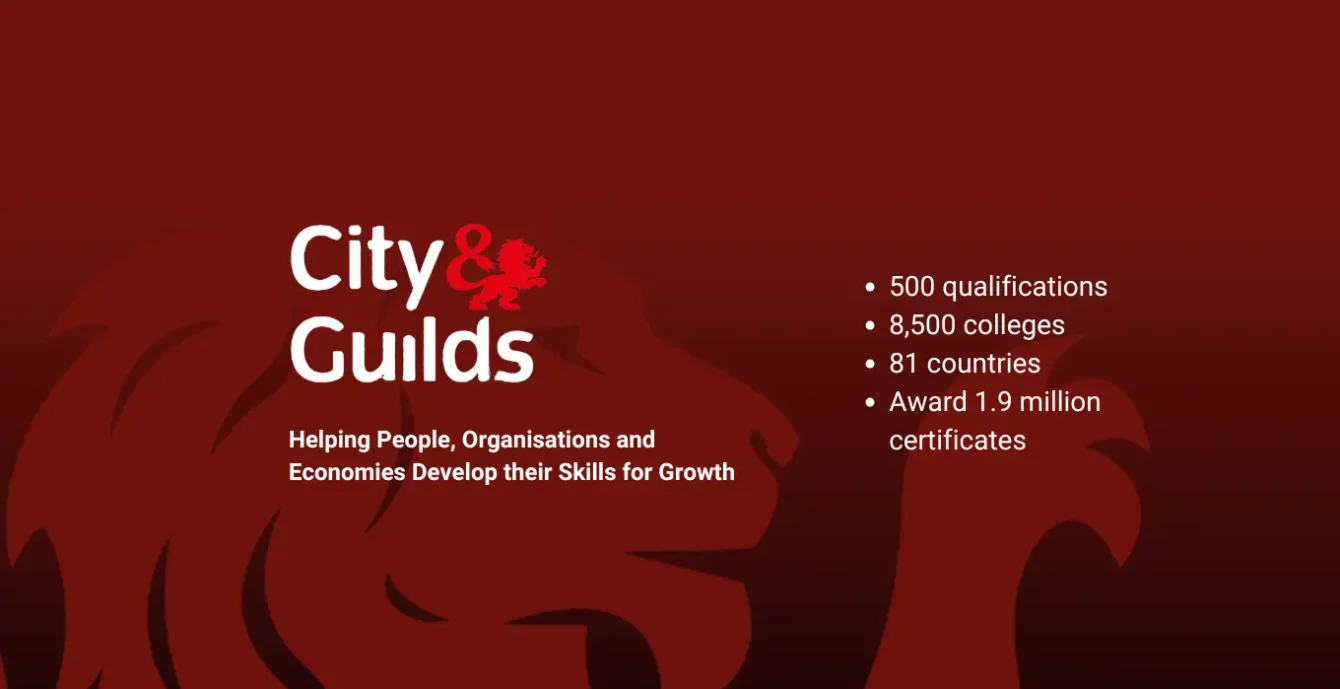 City &
Guilds
Helping People, Organisations and
Economies Develop their Skills for Growth
• 500 qualifications
• 8,500 colleges
• 81 countries
• Award 1.9 million
certificates